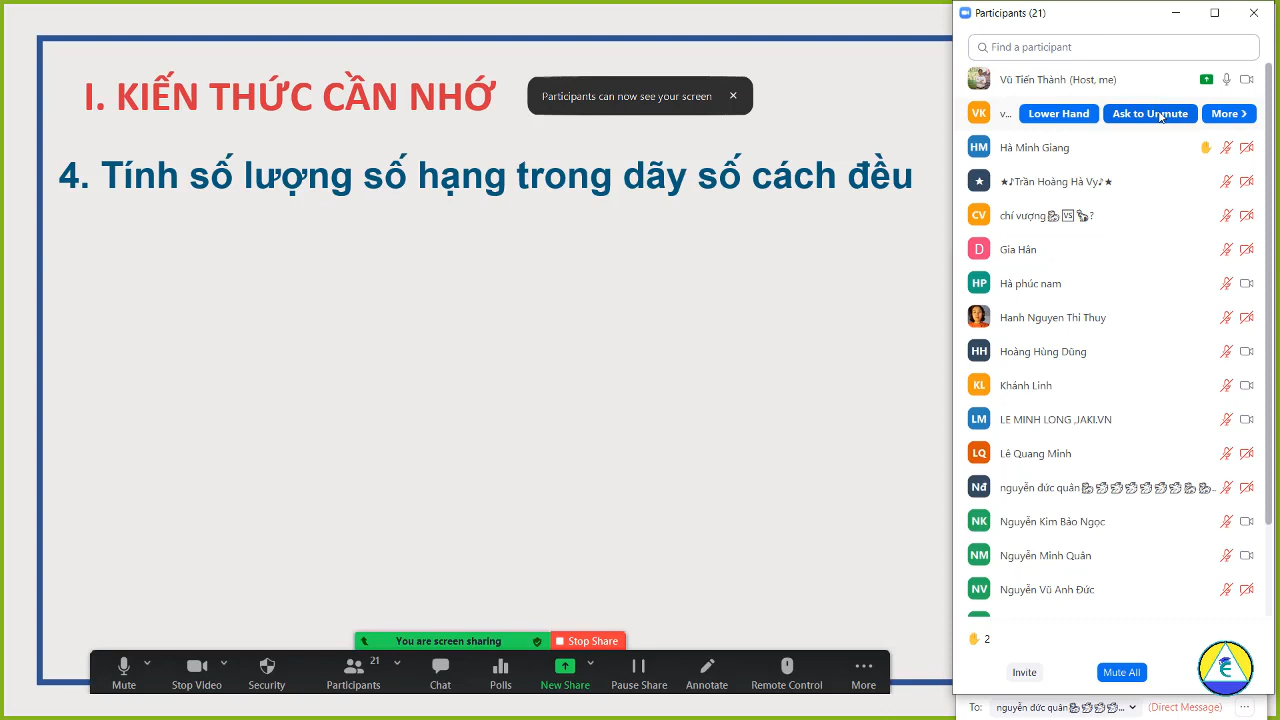 I. KIẾN THỨC CẦN NHỚ
Participants can now see your screen
4. Tính số lượng số hạng trong dãy số cách đều
Participants (21)
Find a participant
Vũ Tiến Thành (Host, me)
VK v... Lower Hand Ask to Unmute More
HM Hà Minh Giang
★♪Trần Hoàng Hà Vy♪★
CV chí vượng🐉🆚🐍?
D Gia Hân
HP Hà phúc nam
Hanh Nguyen Thi Thuy
HH Hoàng Hùng Dũng
KL Khánh Linh
LM LE MINH LONG ,JAKI.VN
LQ Lê Quang Minh
Nđ nguyễn đức quân
NK Nguyễn Kim Bảo Ngọc
NM Nguyễn Minh Quân
NV Nguyễn Vũ Anh Đức
2
Invite Mute All
To: nguyễn đức quân (Direct Message) ...
You are screen sharing Stop Share
Mute Stop Video Security Participants 21 Chat Polls New Share Pause Share Annotate Remote Control More